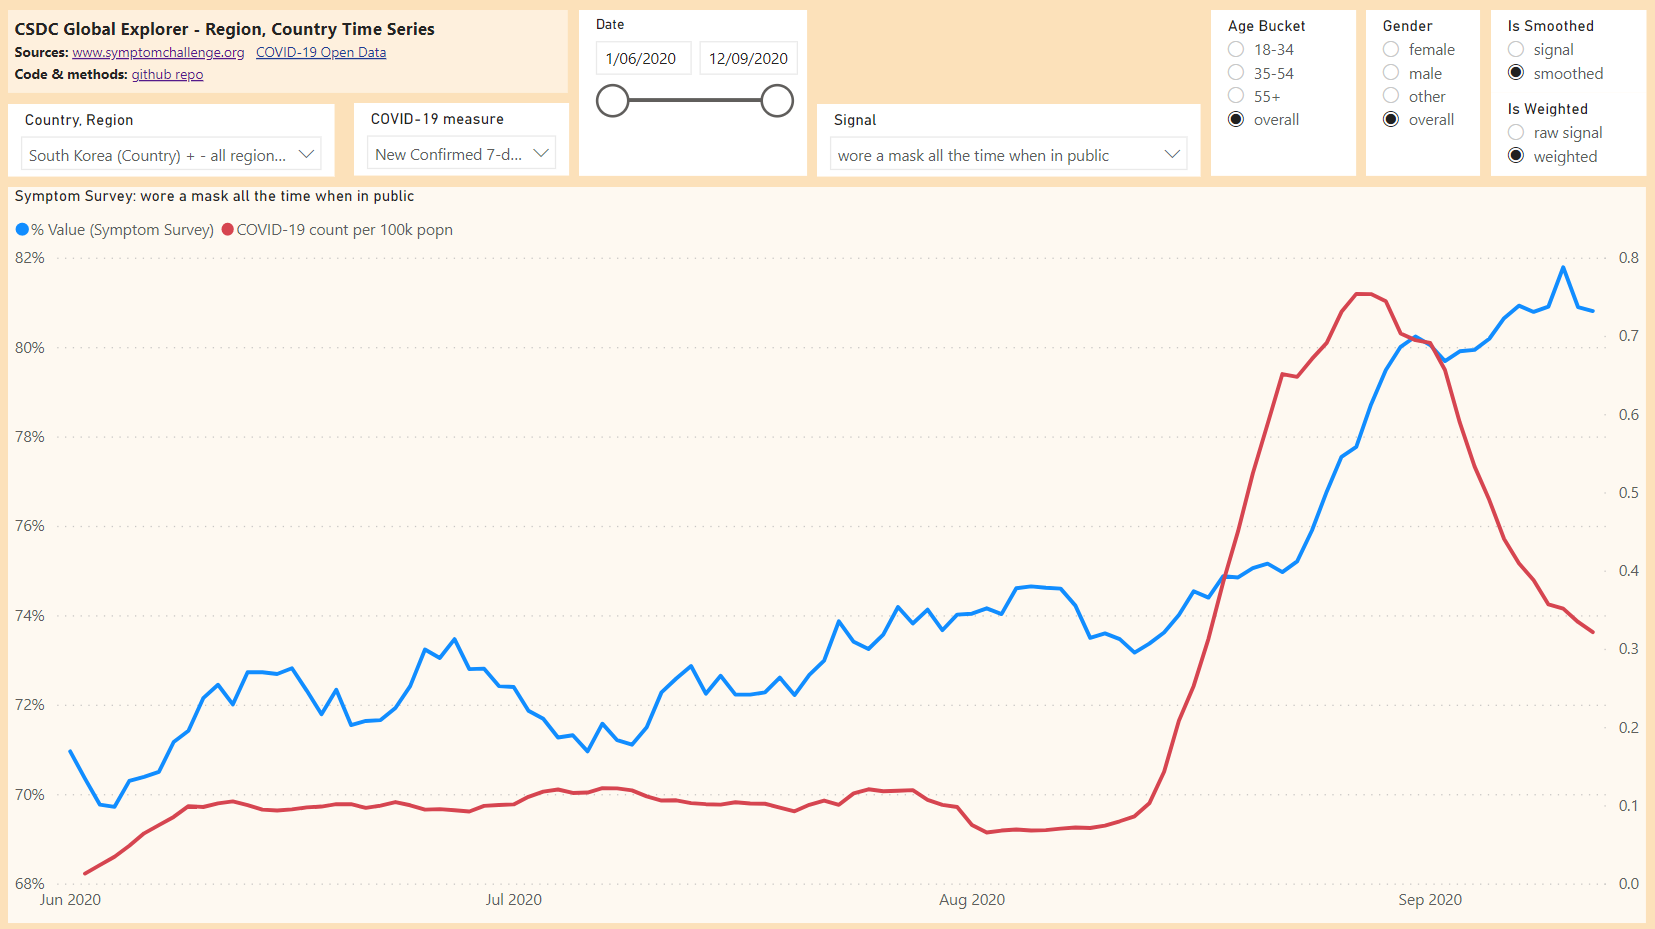 CSDC Global Explorer - Region, Country Time Series
Sources: www.symptomchallenge.org COVID-19 Open Data
Code & methods: github repo
Country, Region
South Korea (Country) + - all region...
COVID-19 measure
New Confirmed 7-d...
Date
1/06/2020 12/09/2020
Signal
wore a mask all the time when in public
Age Bucket
18-34
35-54
55+
overall
Gender
female
male
other
overall
Is Smoothed
signal
smoothed
Is Weighted
raw signal
weighted
Symptom Survey: wore a mask all the time when in public
% Value (Symptom Survey) COVID-19 count per 100k popn
82%
80%
78%
76%
74%
72%
70%
68%
0.8
0.7
0.6
0.5
0.4
0.3
0.2
0.1
0.0
Jun 2020 Jul 2020 Aug 2020 Sep 2020